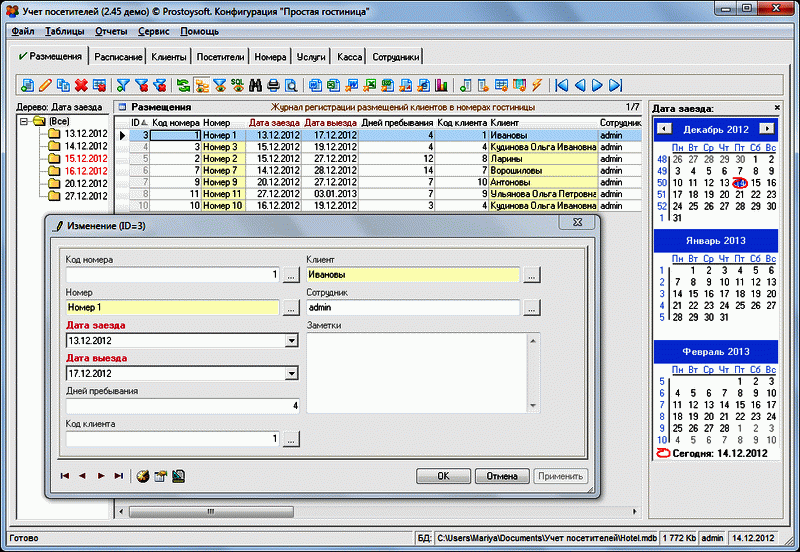 Учет посетителей (2.45 демо) © Prostoysoft. Конфигурация "Простая гостиница"
Файл Таблицы Отчеты Сервис Помощь
Размещения Расписание Клиенты Посетители Номера Услуги Касса Сотрудники
SQL
Дерево: Дата заезда
(Все)
13.12.2012
14.12.2012
15.12.2012
16.12.2012
20.12.2012
27.12.2012
Размещения Журнал регистрации размещений клиентов в номерах гостиницы 1/7
ID Код номера Номер Дата заезда Дата выезда Дней пребывания Код клиента Клиент Сотрудник
3 1 Номер 1 13.12.2012 17.12.2012 4 1 Ивановы admin
4 3 Номер 3 15.12.2012 19.12.2012 4 4 Кудинова Ольга Ивановна admin
5 2 Номер 2 15.12.2012 27.12.2012 12 8 Ларины admin
6 7 Номер 7 14.12.2012 28.12.2012 14 7 Ворошиловы admin
7 9 Номер 9 20.12.2012 27.12.2012 7 10 Антоновы admin
8 11 Номер 11 27.12.2012 03.01.2013 7 9 Ульянова Ольга Петровна admin
10 10 Номер 10 16.12.2012 19.12.2012 3 4 Кудинова Ольга Ивановна admin
Изменение (ID=3)
Код номера
1 ...
Номер
Номер 1 ...
Дата заезда
13.12.2012
Дата выезда
17.12.2012
Дней пребывания
4
Код клиента
1 ...
Клиент
Ивановы ...
Сотрудник
admin ...
Заметки
OK Отмена Применить
Дата заезда:
Декабрь 2012
Пн Вт Ср Чт Пт Сб Вс
48 26 27 28 29 30 1 2
49 3 4 5 6 7 8 9
50 10 11 12 13 14 15 16
51 17 18 19 20 21 22 23
52 24 25 26 27 28 29 30
1 31
Январь 2013
Пн Вт Ср Чт Пт Сб Вс
1 1 2 3 4 5 6
2 7 8 9 10 11 12 13
3 14 15 16 17 18 19 20
4 21 22 23 24 25 26 27
5 28 29 30 31
Февраль 2013
Пн Вт Ср Чт Пт Сб Вс
5 1 2 3
6 4 5 6 7 8 9 10
7 11 12 13 14 15 16 17
8 18 19 20 21 22 23 24
9 25 26 27 28 1 2 3
10 4 5 6 7 8 9 10
Сегодня: 14.12.2012
Готово БД: C:\Users\Mariya\Documents\Учет посетителей\Hotel.mdb 1 772 Kb admin 14.12.2012